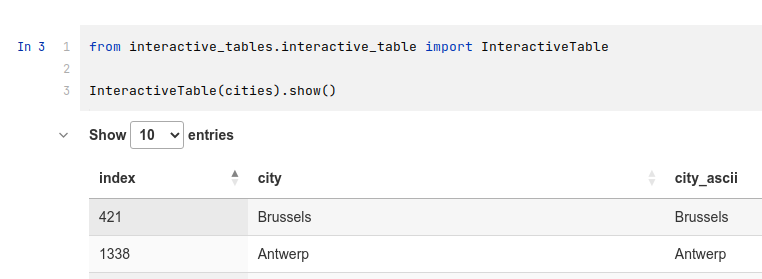 In 3 1 from interactive_tables.interactive_table import InteractiveTable
2
3 InteractiveTable(cities).show()
Show 10 entries
index city city_ascii
421 Brussels Brussels
1338 Antwerp Antwerp